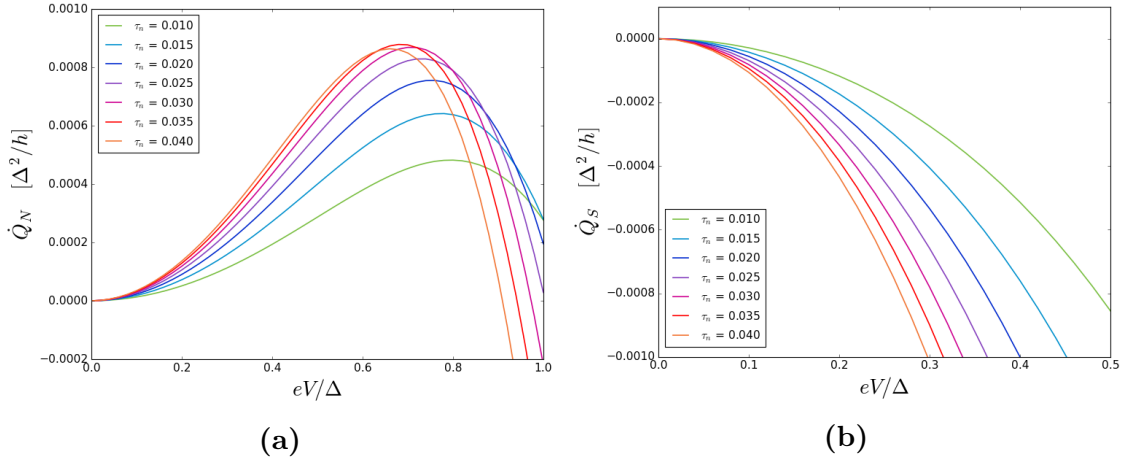 0.0010
0.0008
0.0006
0.0004
0.0002
0.0000
−0.0002
Q̇_N [Δ²/h]
τₙ = 0.010
τₙ = 0.015
τₙ = 0.020
τₙ = 0.025
τₙ = 0.030
τₙ = 0.035
τₙ = 0.040
0.0 0.2 0.4 0.6 0.8 1.0
eV/Δ
(a)
0.0000
−0.0002
−0.0004
−0.0006
−0.0008
−0.0010
Q̇_S [Δ²/h]
τₙ = 0.010
τₙ = 0.015
τₙ = 0.020
τₙ = 0.025
τₙ = 0.030
τₙ = 0.035
τₙ = 0.040
0.0 0.1 0.2 0.3 0.4 0.5
eV/Δ
(b)